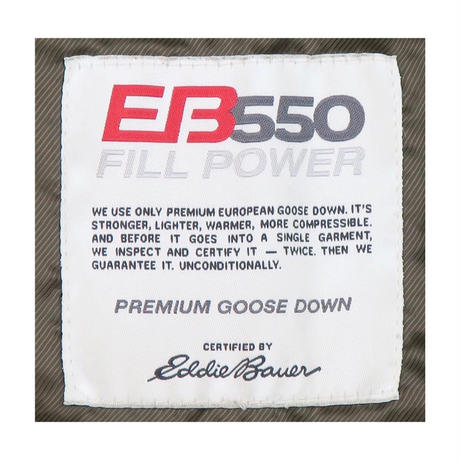 EB550
FILL POWER
WE USE ONLY PREMIUM EUROPEAN GOOSE DOWN. IT'S
STRONGER, LIGHTER, WARMER, MORE COMPRESSIBLE.
AND BEFORE IT GOES INTO A SINGLE GARMENT,
WE INSPECT AND CERTIFY IT — TWICE. THEN WE
GUARANTEE IT. UNCONDITIONALLY.
PREMIUM GOOSE DOWN
CERTIFIED BY
Eddie Bauer